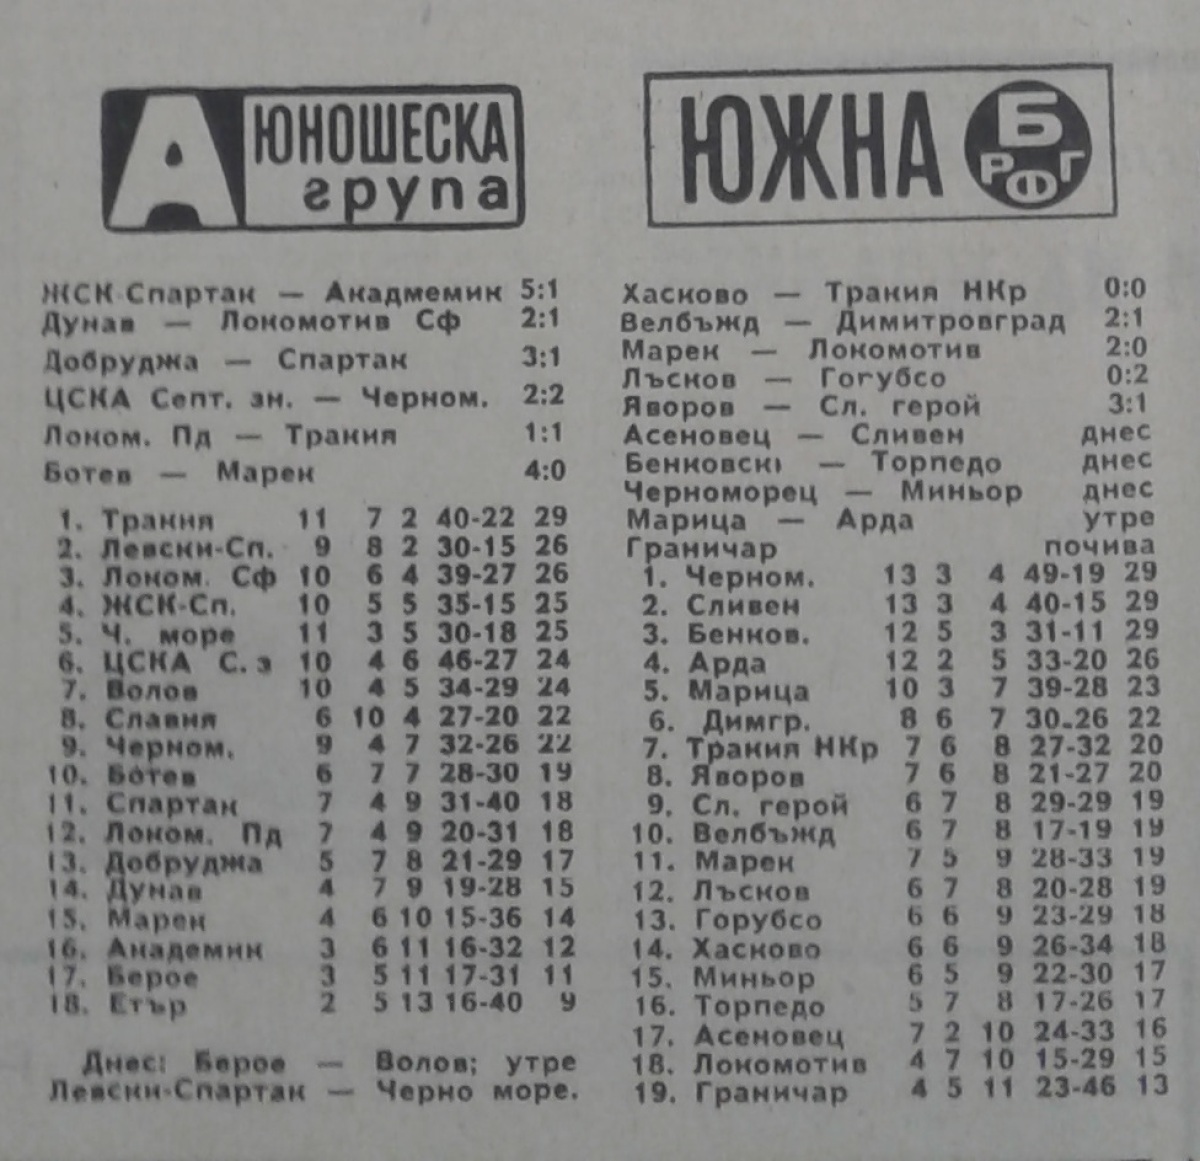 А ЮНОШЕСКА
група
ЖСК-Спартак — Акадмемик 5:1
Дунав — Локомотив Сф 2:1
Добруджа — Спартак 3:1
ЦСКА Септ. зн. — Черном. 2:2
Локом. Пд — Тракия 1:1
Ботев — Марек 4:0
1. Тракия 11 7 2 40-22 29
2. Левски-Сп. 9 8 2 30-15 26
3. Локом. Сф 10 6 4 39-27 26
4. ЖСК-Сп. 10 5 5 35-15 25
5. Ч. море 11 3 5 30-18 25
6. ЦСКА С. з 10 4 6 46-27 24
7. Волов 10 4 5 34-29 24
8. Славия 6 10 4 27-20 22
9. Черном. 9 4 7 32-26 22
10. Ботев 6 7 7 28-30 19
11. Спартак 7 4 9 31-40 18
12. Локом. Пд 7 4 9 20-31 18
13. Добруджа 5 7 8 21-29 17
14. Дунав 4 7 9 19-28 15
15. Марек 4 6 10 15-36 14
16. Академик 3 6 11 16-32 12
17. Берое 3 5 11 17-31 11
18. Етър 2 5 13 16-40 9
Днес: Берое — Волов; утре
Левски-Спартак — Черно море.
ЮЖНА Б
РФГ
Хасково — Тракия НКр 0:0
Велбъжд — Димитровград 2:1
Марек — Локомотив 2:0
Лъсков — Гогубсо 0:2
Яворов — Сл. герой 3:1
Асеновец — Сливен днес
Бенковски — Торпедо днес
Черноморец — Миньор днес
Марица — Арда утре
Граничар почива
1. Черном. 13 3 4 49-19 29
2. Сливен 13 3 4 40-15 29
3. Бенков. 12 5 3 31-11 29
4. Арда 12 2 5 33-20 26
5. Марица 10 3 7 39-28 23
6. Димгр. 8 6 7 30-26 22
7. Тракия НКр 7 6 8 27-32 20
8. Яворов 7 6 8 21-27 20
9. Сл. герой 6 7 8 29-29 19
10. Велбъжд 6 7 8 17-19 19
11. Марек 7 5 9 28-33 19
12. Лъсков 6 7 8 20-28 19
13. Горубсо 6 6 9 23-29 18
14. Хасково 6 6 9 26-34 18
15. Миньор 6 5 9 22-30 17
16. Торпедо 5 7 8 17-26 17
17. Асеновец 7 2 10 24-33 16
18. Локомотив 4 7 10 15-29 15
19. Граничар 4 5 11 23-46 13